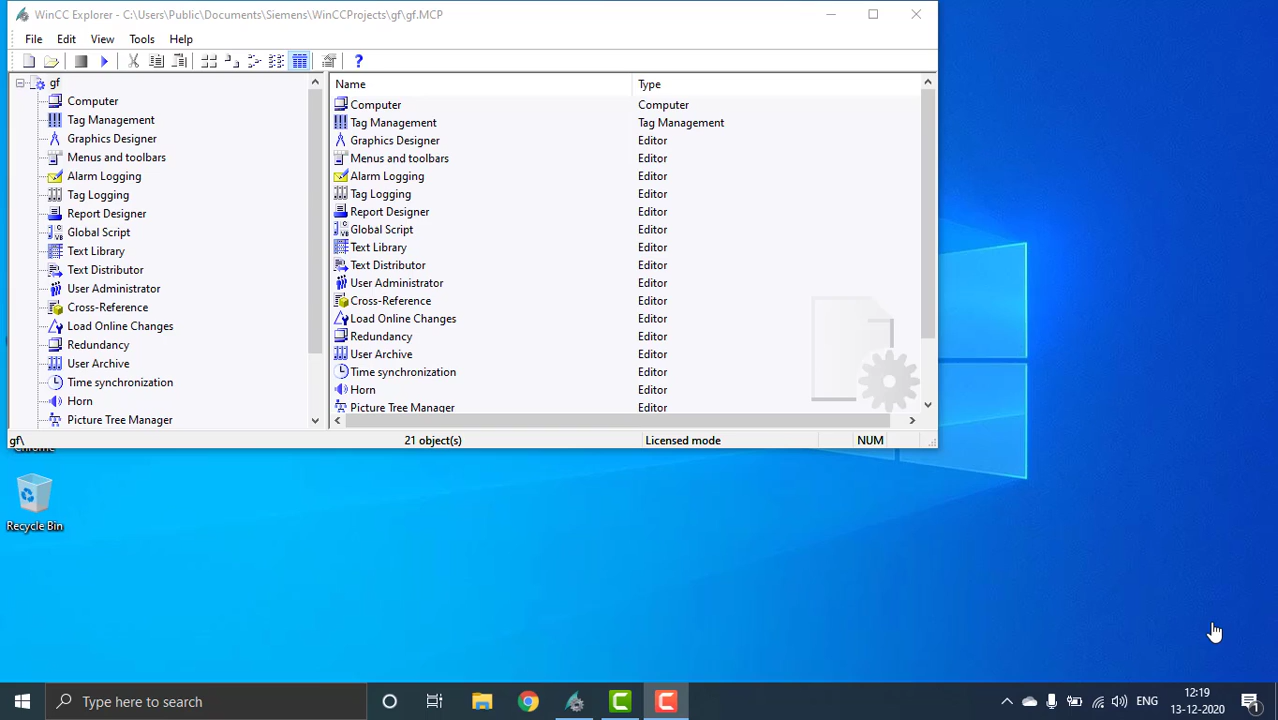 WinCC Explorer - C:\Users\Public\Documents\Siemens\WinCCProjects\gf\gf.MCP
File Edit View Tools Help
gf
Computer
Tag Management
Graphics Designer
Menus and toolbars
Alarm Logging
Tag Logging
Report Designer
Global Script
Text Library
Text Distributor
User Administrator
Cross-Reference
Load Online Changes
Redundancy
User Archive
Time synchronization
Horn
Picture Tree Manager
Name Type
Computer Computer
Tag Management Tag Management
Graphics Designer Editor
Menus and toolbars Editor
Alarm Logging Editor
Tag Logging Editor
Report Designer Editor
Global Script Editor
Text Library Editor
Text Distributor Editor
User Administrator Editor
Cross-Reference Editor
Load Online Changes Editor
Redundancy Editor
User Archive Editor
Time synchronization Editor
Horn Editor
Picture Tree Manager Editor
gf\ 21 object(s) Licensed mode NUM
Chrome
Recycle Bin
Type here to search
ENG
12:19
13-12-2020
1